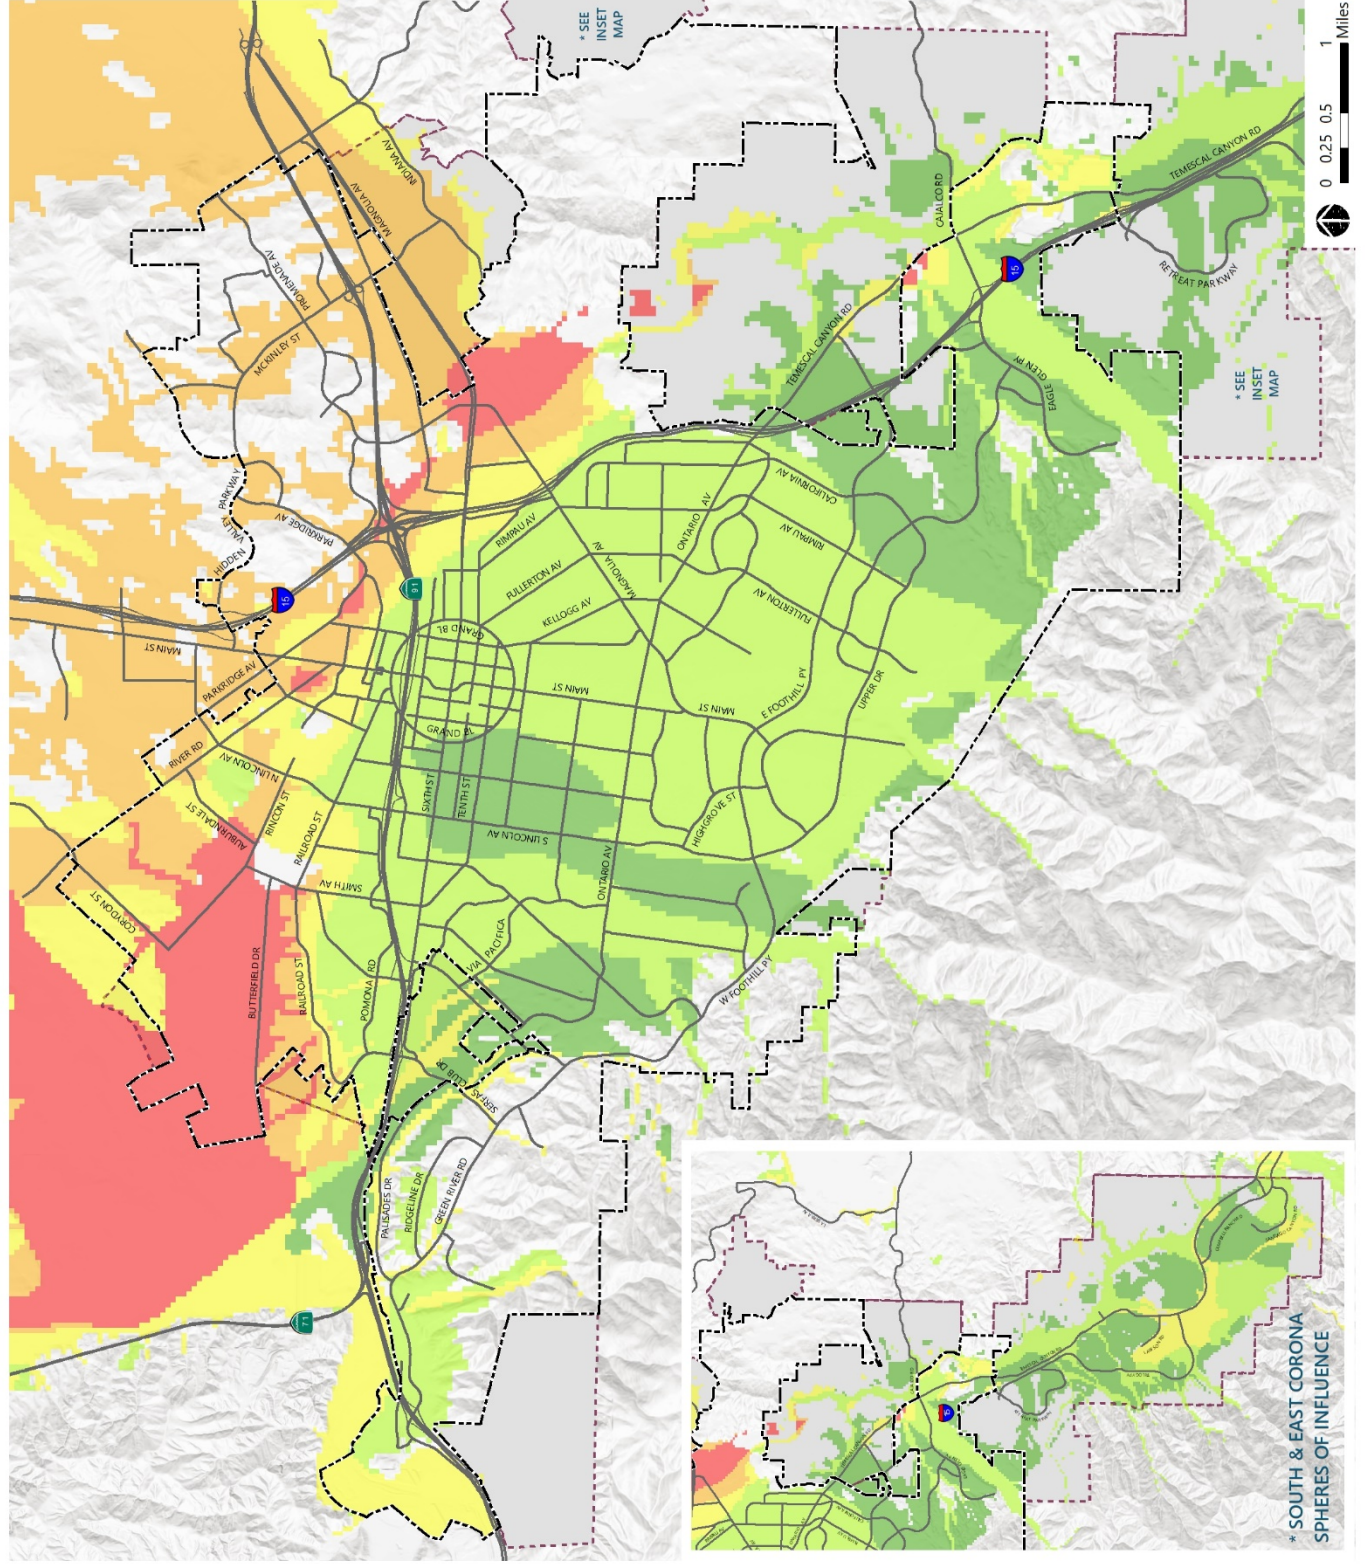 * SEE
INSET
MAP
INDIANA AV
MAGNOLIA AV
PROMENADE AV
MCKINLEY ST
HIDDEN
VALLEY
PARKWAY
PARKRIDGE AV
15
91
MAIN ST
PARKRIDGE AV
RIVER RD
N LINCOLN AV
AUBURNDALE ST
RINCON ST
RAILROAD ST
CORYDON ST
SMITH AV
BUTTERFIELD DR
RAILROAD ST
POMONA RD
GRAND BL
GRAND BL
SIXTH ST
TENTH ST
S LINCOLN AV
MAIN ST
MAIN ST
RIMPAU AV
FULLERTON AV
KELLOGG AV
MAGNOLIA
AV
ONTARIO
AV
CALIFORNIA AV
RIMPAU AV
FULLERTON AV
E FOOTHILL PY
UPPER DR
HIGHGROVE ST
ONTARIO AV
VIA PACIFICA
W FOOTHILL PY
SERFAS CLUB DR
PALISADES DR
RIDGELINE DR
GREEN RIVER RD
71
CAJALCO RD
TEMESCAL CANYON RD
TEMESCAL CANYON RD
15
EAGLE GLEN PY
RETREAT PARKWAY
* SEE
INSET
MAP
0 0.25 0.5 1
Miles
15
* SOUTH & EAST CORONA
SPHERES OF INFLUENCE